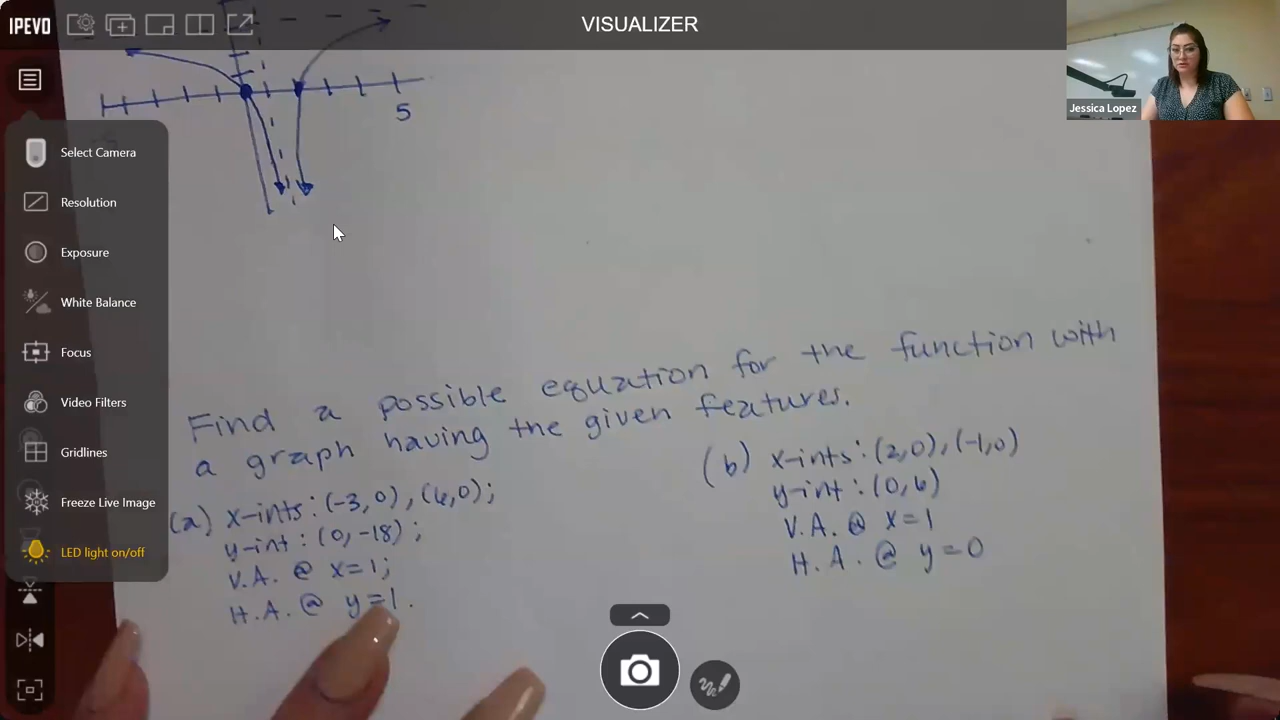 IPEVO
VISUALIZER
Jessica Lopez
Select Camera
Resolution
Exposure
White Balance
Focus
Video Filters
Gridlines
Freeze Live Image
LED light on/off
5
Find a possible equation for the function with
a graph having the given features.
(a) x-ints: (-3,0), (6,0);
y-int: (0,-18);
V.A. @ x=1;
H.A. @ y=1.
(b) x-ints: (2,0), (-1,0)
y-int: (0,6)
V.A. @ x=1
H.A. @ y=0